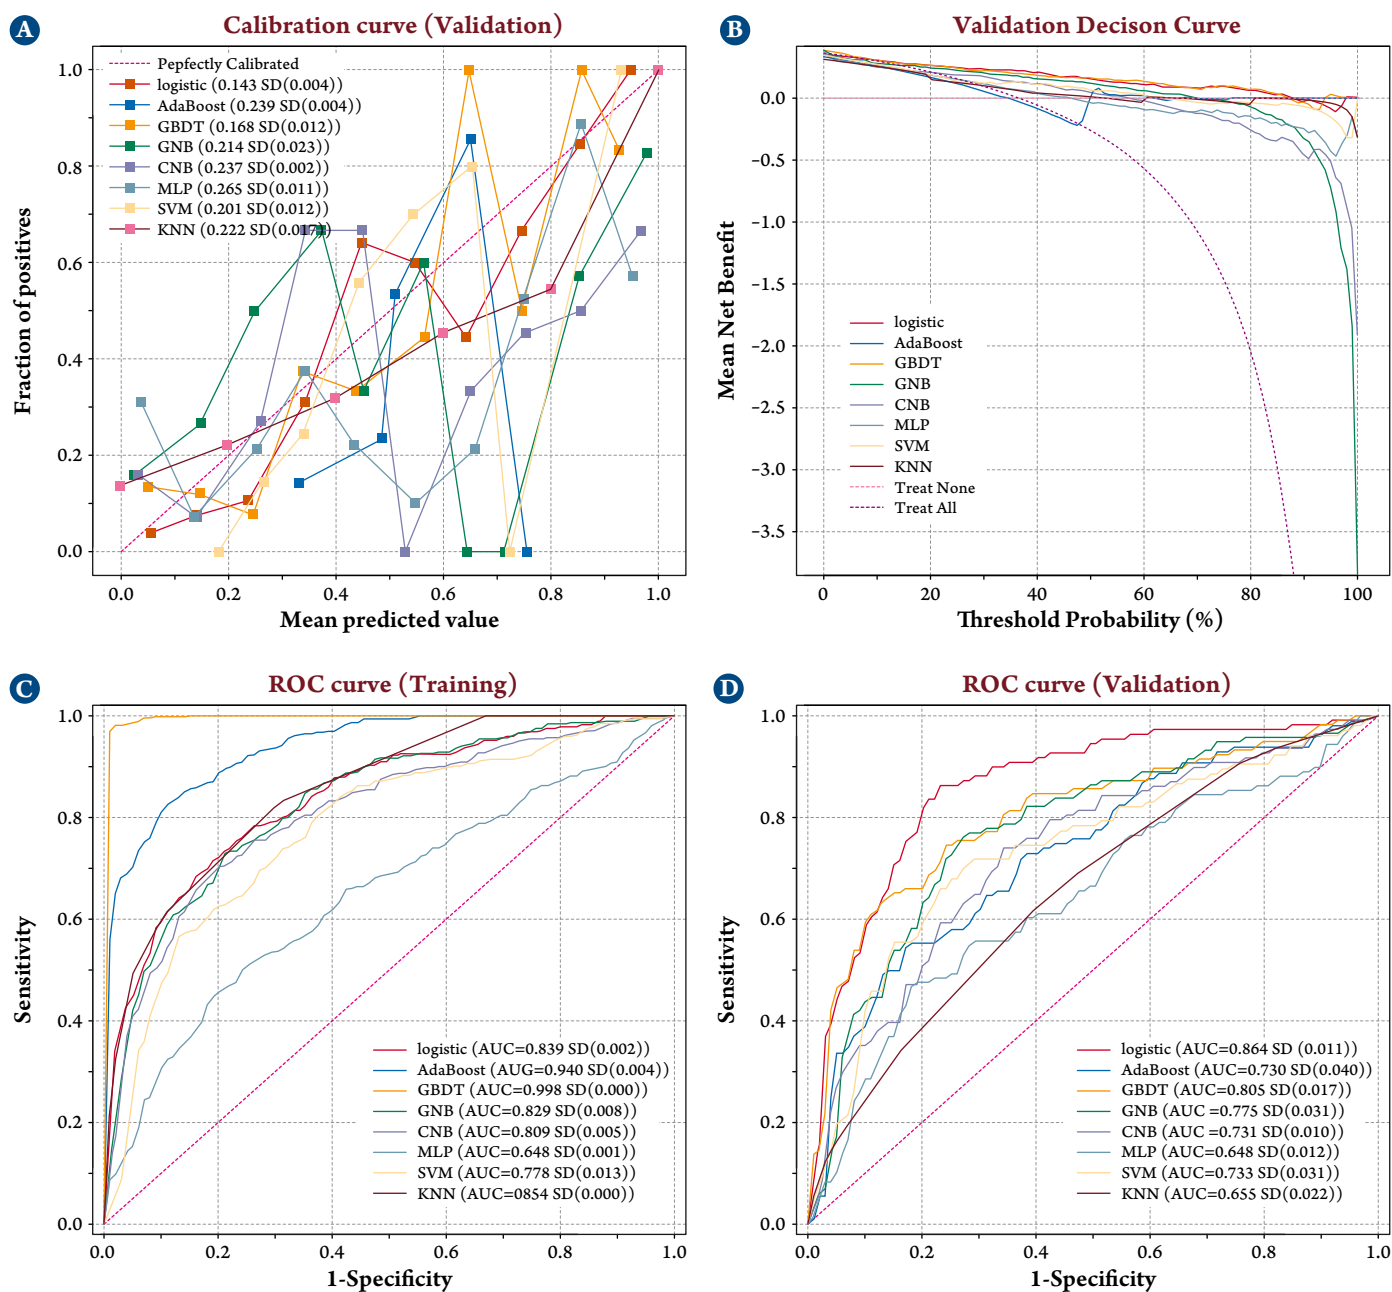 A
Calibration curve (Validation)
Fraction of positives
1.0
0.8
0.6
0.4
0.2
0.0
Pepfectly Calibrated
logistic (0.143 SD(0.004))
AdaBoost (0.239 SD(0.004))
GBDT (0.168 SD(0.012))
GNB (0.214 SD(0.023))
CNB (0.237 SD(0.002))
MLP (0.265 SD(0.011))
SVM (0.201 SD(0.012))
KNN (0.222 SD(0.017))
0.0 0.2 0.4 0.6 0.8 1.0
Mean predicted value
B
Validation Decison Curve
Mean Net Benefit
0.0
−0.5
−1.0
−1.5
−2.0
−2.5
−3.0
−3.5
logistic
AdaBoost
GBDT
GNB
CNB
MLP
SVM
KNN
Treat None
Treat All
0 20 40 60 80 100
Threshold Probability (%)
C
ROC curve (Training)
Sensitivity
1.0
0.8
0.6
0.4
0.2
0.0
logistic (AUC=0.839 SD(0.002))
AdaBoost (AUG=0.940 SD(0.004))
GBDT (AUC=0.998 SD(0.000))
GNB (AUC=0.829 SD(0.008))
CNB (AUC=0.809 SD(0.005))
MLP (AUC=0.648 SD(0.001))
SVM (AUC=0.778 SD(0.013))
KNN (AUC=0854 SD(0.000))
0.0 0.2 0.4 0.6 0.8 1.0
1-Specificity
D
ROC curve (Validation)
Sensitivity
1.0
0.8
0.6
0.4
0.2
0.0
logistic (AUC=0.864 SD (0.011))
AdaBoost (AUC=0.730 SD(0.040))
GBDT (AUC=0.805 SD(0.017))
GNB (AUC =0.775 SD(0.031))
CNB (AUC =0.731 SD(0.010))
MLP (AUC=0.648 SD(0.012))
SVM (AUC=0.733 SD(0.031))
KNN (AUC=0.655 SD(0.022))
0.0 0.2 0.4 0.6 0.8 1.0
1-Specificity